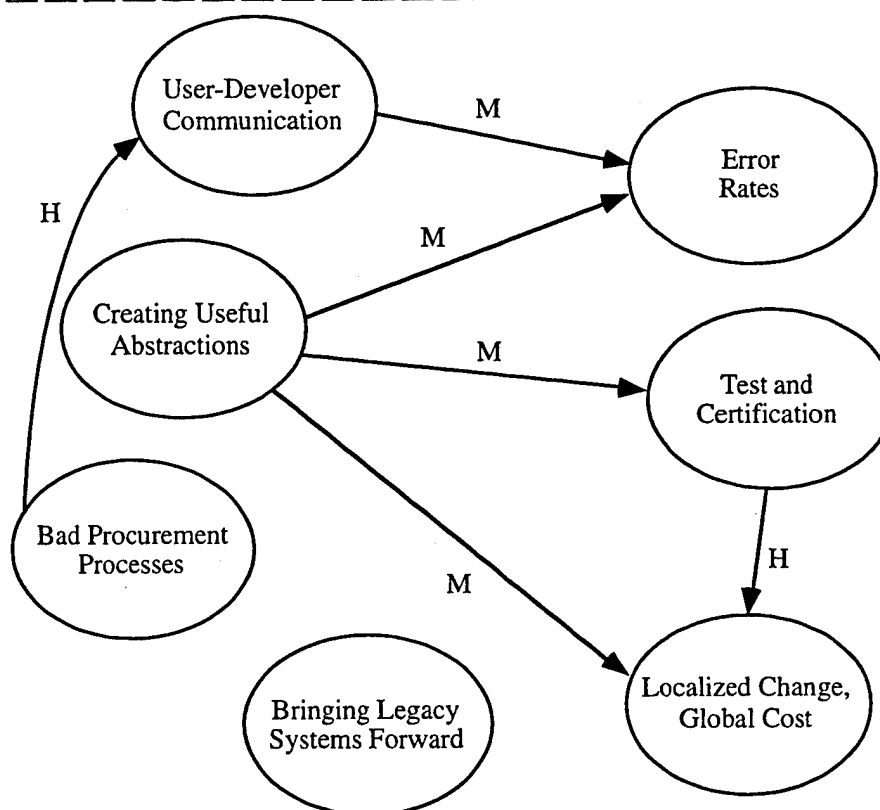 User-Developer
Communication
M
Error
Rates
H
M
Creating Useful
Abstractions
M
Test and
Certification
Bad Procurement
Processes
H
M
Localized Change,
Global Cost
Bringing Legacy
Systems Forward